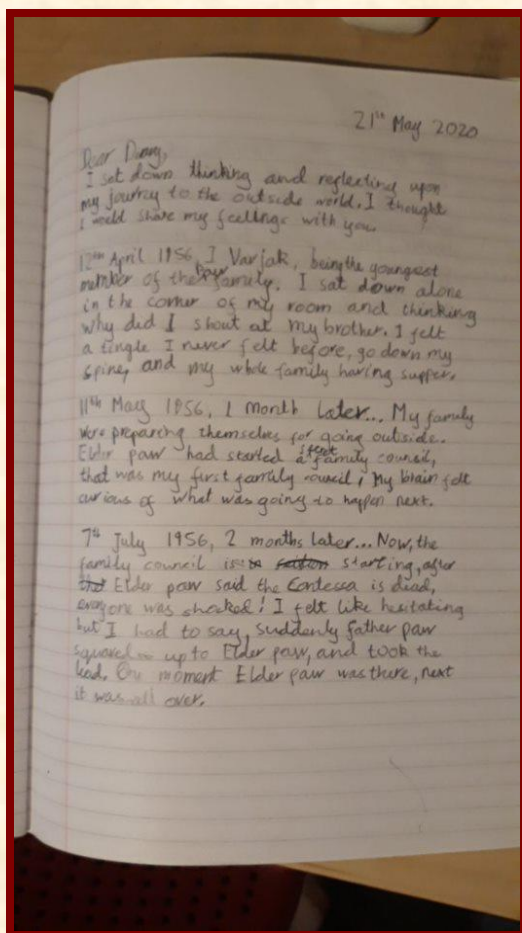 21st May 2020
Dear Diary,
I sat down thinking and reflecting upon
my journey to the outside world. I thought
I would share my feelings with you.
12th April 1956, I Varjak, being the youngest
member of the Paw family. I sat down alone
in the corner of my room and thinking
why did I shout at my brother. I felt
a tingle I never felt before, go down my
spine, and my whole family having supper.
11th May 1956, 1 month later... My family
were preparing themselves for going outside.
Elder paw had started a family council,
that was my first family council; My brain felt
curious of what was going to happen next.
7th July 1956, 2 months later... Now, the
family council is starting, after
Elder paw said the Contessa is dead,
everyone was shocked! I felt like hesitating
but I had to say, suddenly father paw
squared up to Elder paw, and took the
lead. One moment Elder paw was there, next
it was all over.